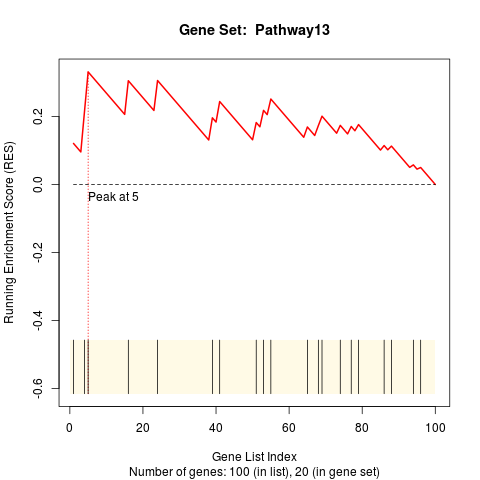 Gene Set:  Pathway13
Running Enrichment Score (RES)
0.2
0.0
-0.2
-0.4
-0.6
Peak at 5
0
20
40
60
80
100
Gene List Index
Number of genes: 100 (in list), 20 (in gene set)